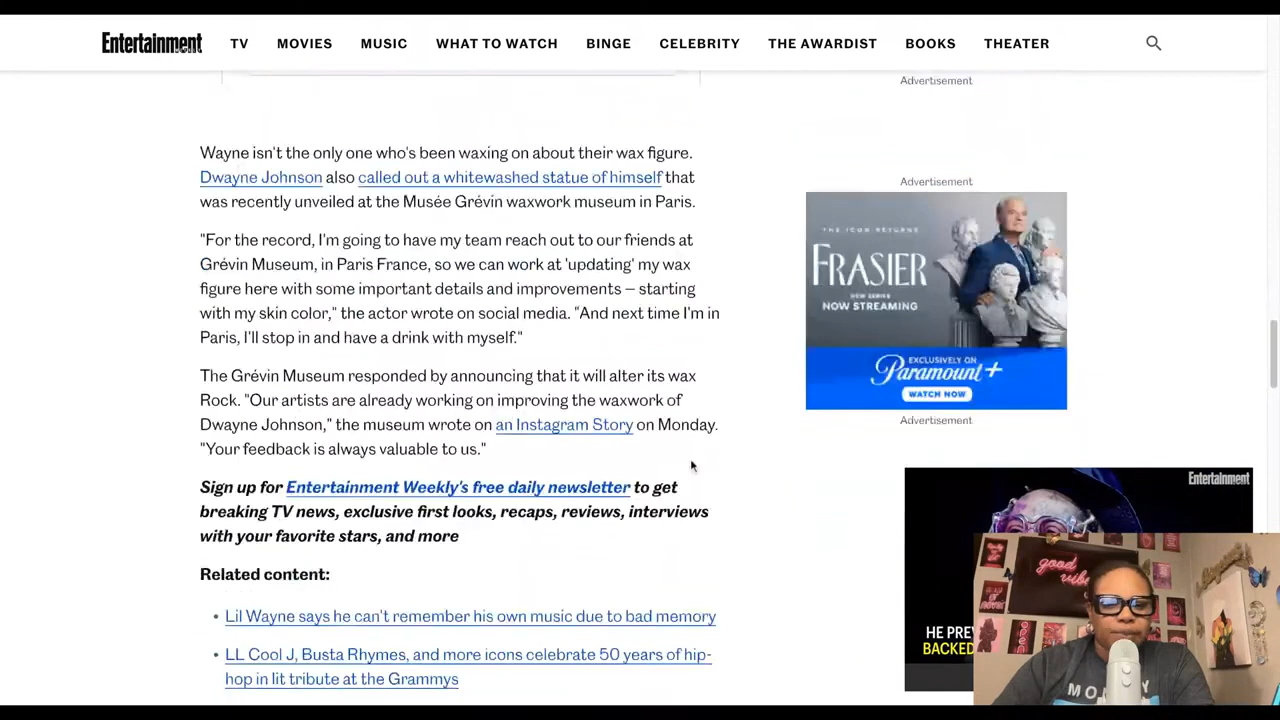 Entertainment
TV
MOVIES
MUSIC
WHAT TO WATCH
BINGE
CELEBRITY
THE AWARDIST
BOOKS
THEATER
Advertisement
Wayne isn't the only one who's been waxing on about their wax figure.
Dwayne Johnson also called out a whitewashed statue of himself that
was recently unveiled at the Musée Grévin waxwork museum in Paris.
"For the record, I'm going to have my team reach out to our friends at
Grévin Museum, in Paris France, so we can work at 'updating' my wax
figure here with some important details and improvements – starting
with my skin color," the actor wrote on social media. "And next time I'm in
Paris, I'll stop in and have a drink with myself."
The Grévin Museum responded by announcing that it will alter its wax
Rock. "Our artists are already working on improving the waxwork of
Dwayne Johnson," the museum wrote on an Instagram Story on Monday.
"Your feedback is always valuable to us."
Sign up for Entertainment Weekly's free daily newsletter to get
breaking TV news, exclusive first looks, recaps, reviews, interviews
with your favorite stars, and more
Related content:
• Lil Wayne says he can't remember his own music due to bad memory
• LL Cool J, Busta Rhymes, and more icons celebrate 50 years of hip-
hop in lit tribute at the Grammys
Advertisement
THE ICON RETURNS
FRASIER
NEW SERIES
NOW STREAMING
EXCLUSIVELY ON
Paramount+
WATCH NOW
Advertisement
Entertainment
HE PREV
BACKED
good
vibe